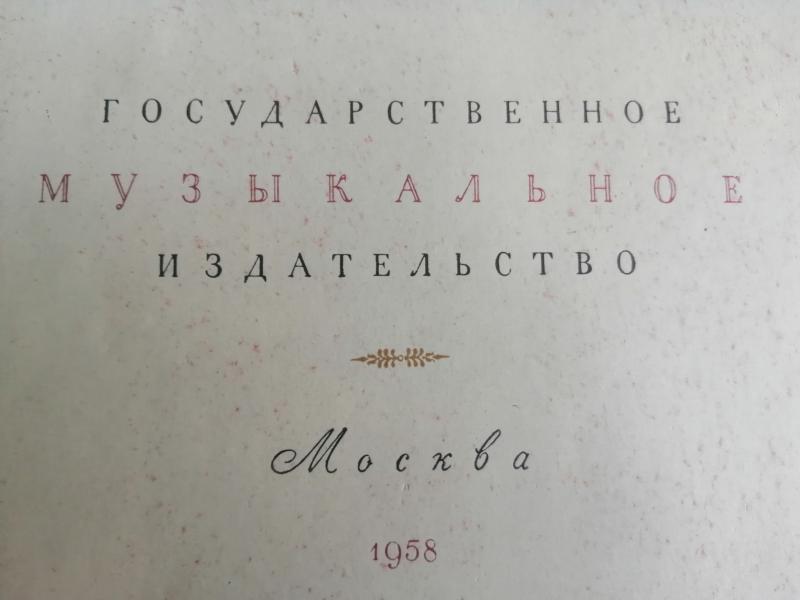 ГОСУДАРСТВЕННОЕ
МУЗЫКАЛЬНОЕ
ИЗДАТЕЛЬСТВО
Москва
1958